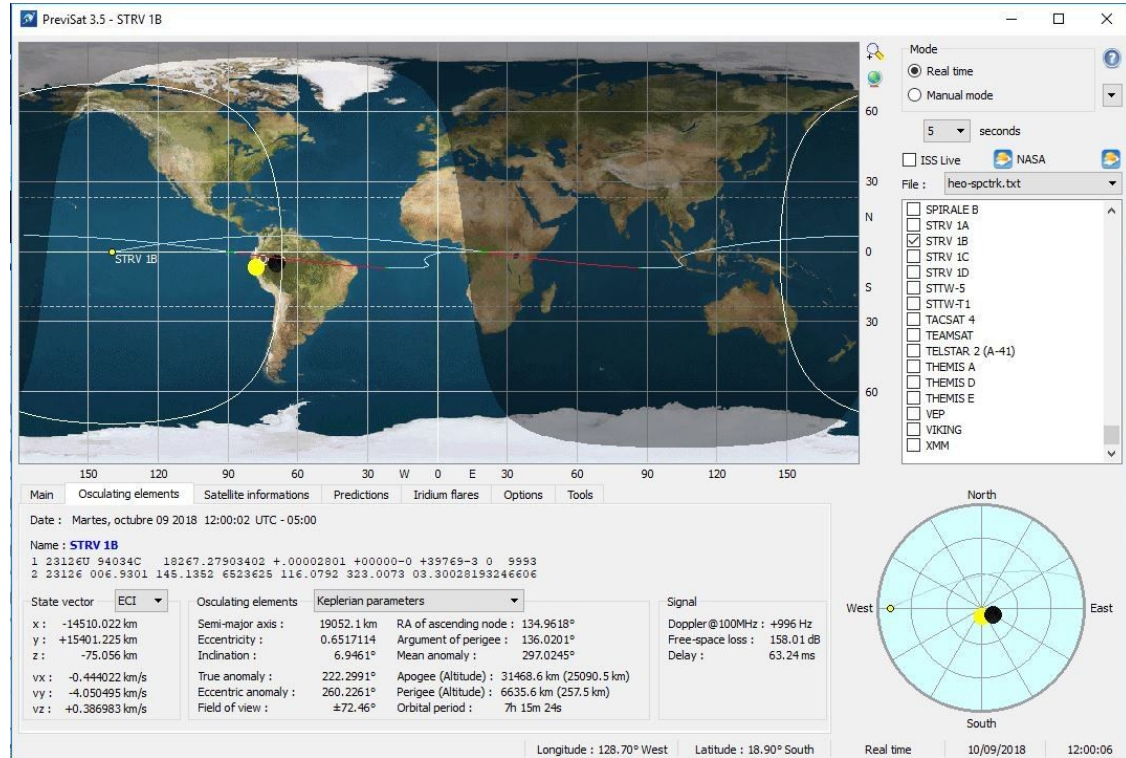 PreviSat 3.5 - STRV 1B
STRV 1B
60
30
N
0
S
30
60
150 120 90 60 30 W 0 E 30 60 90 120 150
Mode
Real time
Manual mode
5 seconds
ISS Live NASA
File : heo-spctrk.txt
SPIRALE B
STRV 1A
STRV 1B
STRV 1C
STRV 1D
STTW-5
STTW-T1
TACSAT 4
TEAMSAT
TELSTAR 2 (A-41)
THEMIS A
THEMIS D
THEMIS E
VEP
VIKING
XMM
Main Osculating elements Satellite informations Predictions Iridium flares Options Tools
Date : Martes, octubre 09 2018 12:00:02 UTC - 05:00
Name : STRV 1B
1 23126U 94034C 18267.27903402 +.00002801 +00000-0 +39769-3 0 9993
2 23126 006.9301 145.1352 6523625 116.0792 323.0073 03.30028193246606
State vector ECI
x : -14510.022 km
y : +15401.225 km
z : -75.056 km
vx : -0.444022 km/s
vy : -4.050495 km/s
vz : +0.386983 km/s
Osculating elements Keplerian parameters
Semi-major axis : 19052.1 km RA of ascending node : 134.9618°
Eccentricity : 0.6517114 Argument of perigee : 136.0201°
Inclination : 6.9461° Mean anomaly : 297.0245°
True anomaly : 222.2991° Apogee (Altitude) : 31468.6 km (25090.5 km)
Eccentric anomaly : 260.2261° Perigee (Altitude) : 6635.6 km (257.5 km)
Field of view : ±72.46° Orbital period : 7h 15m 24s
Signal
Doppler@100MHz : +996 Hz
Free-space loss : 158.01 dB
Delay : 63.24 ms
North
West
East
South
Longitude : 128.70° West Latitude : 18.90° South Real time 10/09/2018 12:00:06